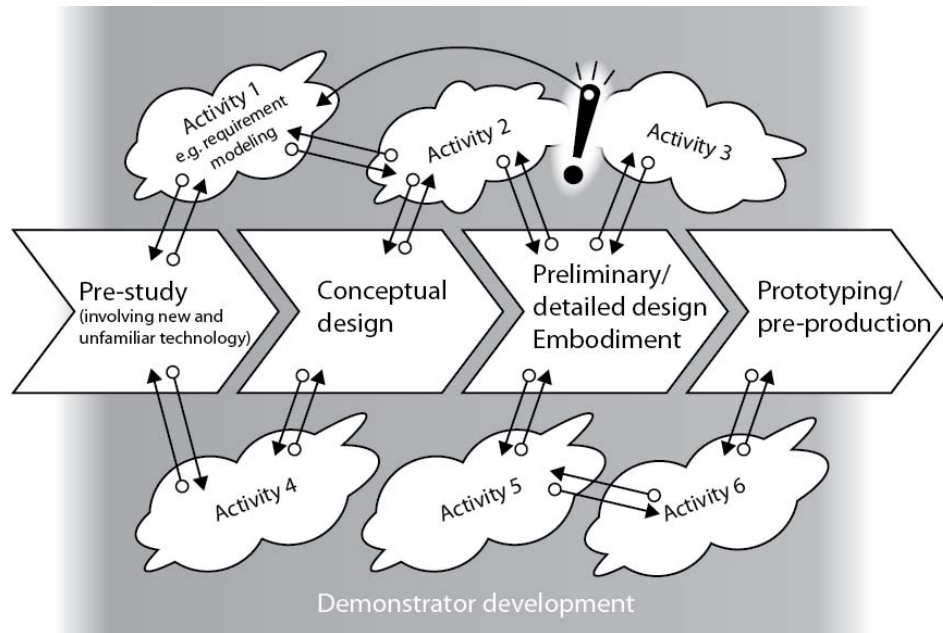 Activity 1
e.g. requirement
modeling
Activity 2
!
Activity 3
Pre-study
(involving new and
unfamiliar technology)
Conceptual
design
Preliminary/
detailed design
Embodiment
Prototyping/
pre-production
Activity 4
Activity 5
Activity 6
Demonstrator development